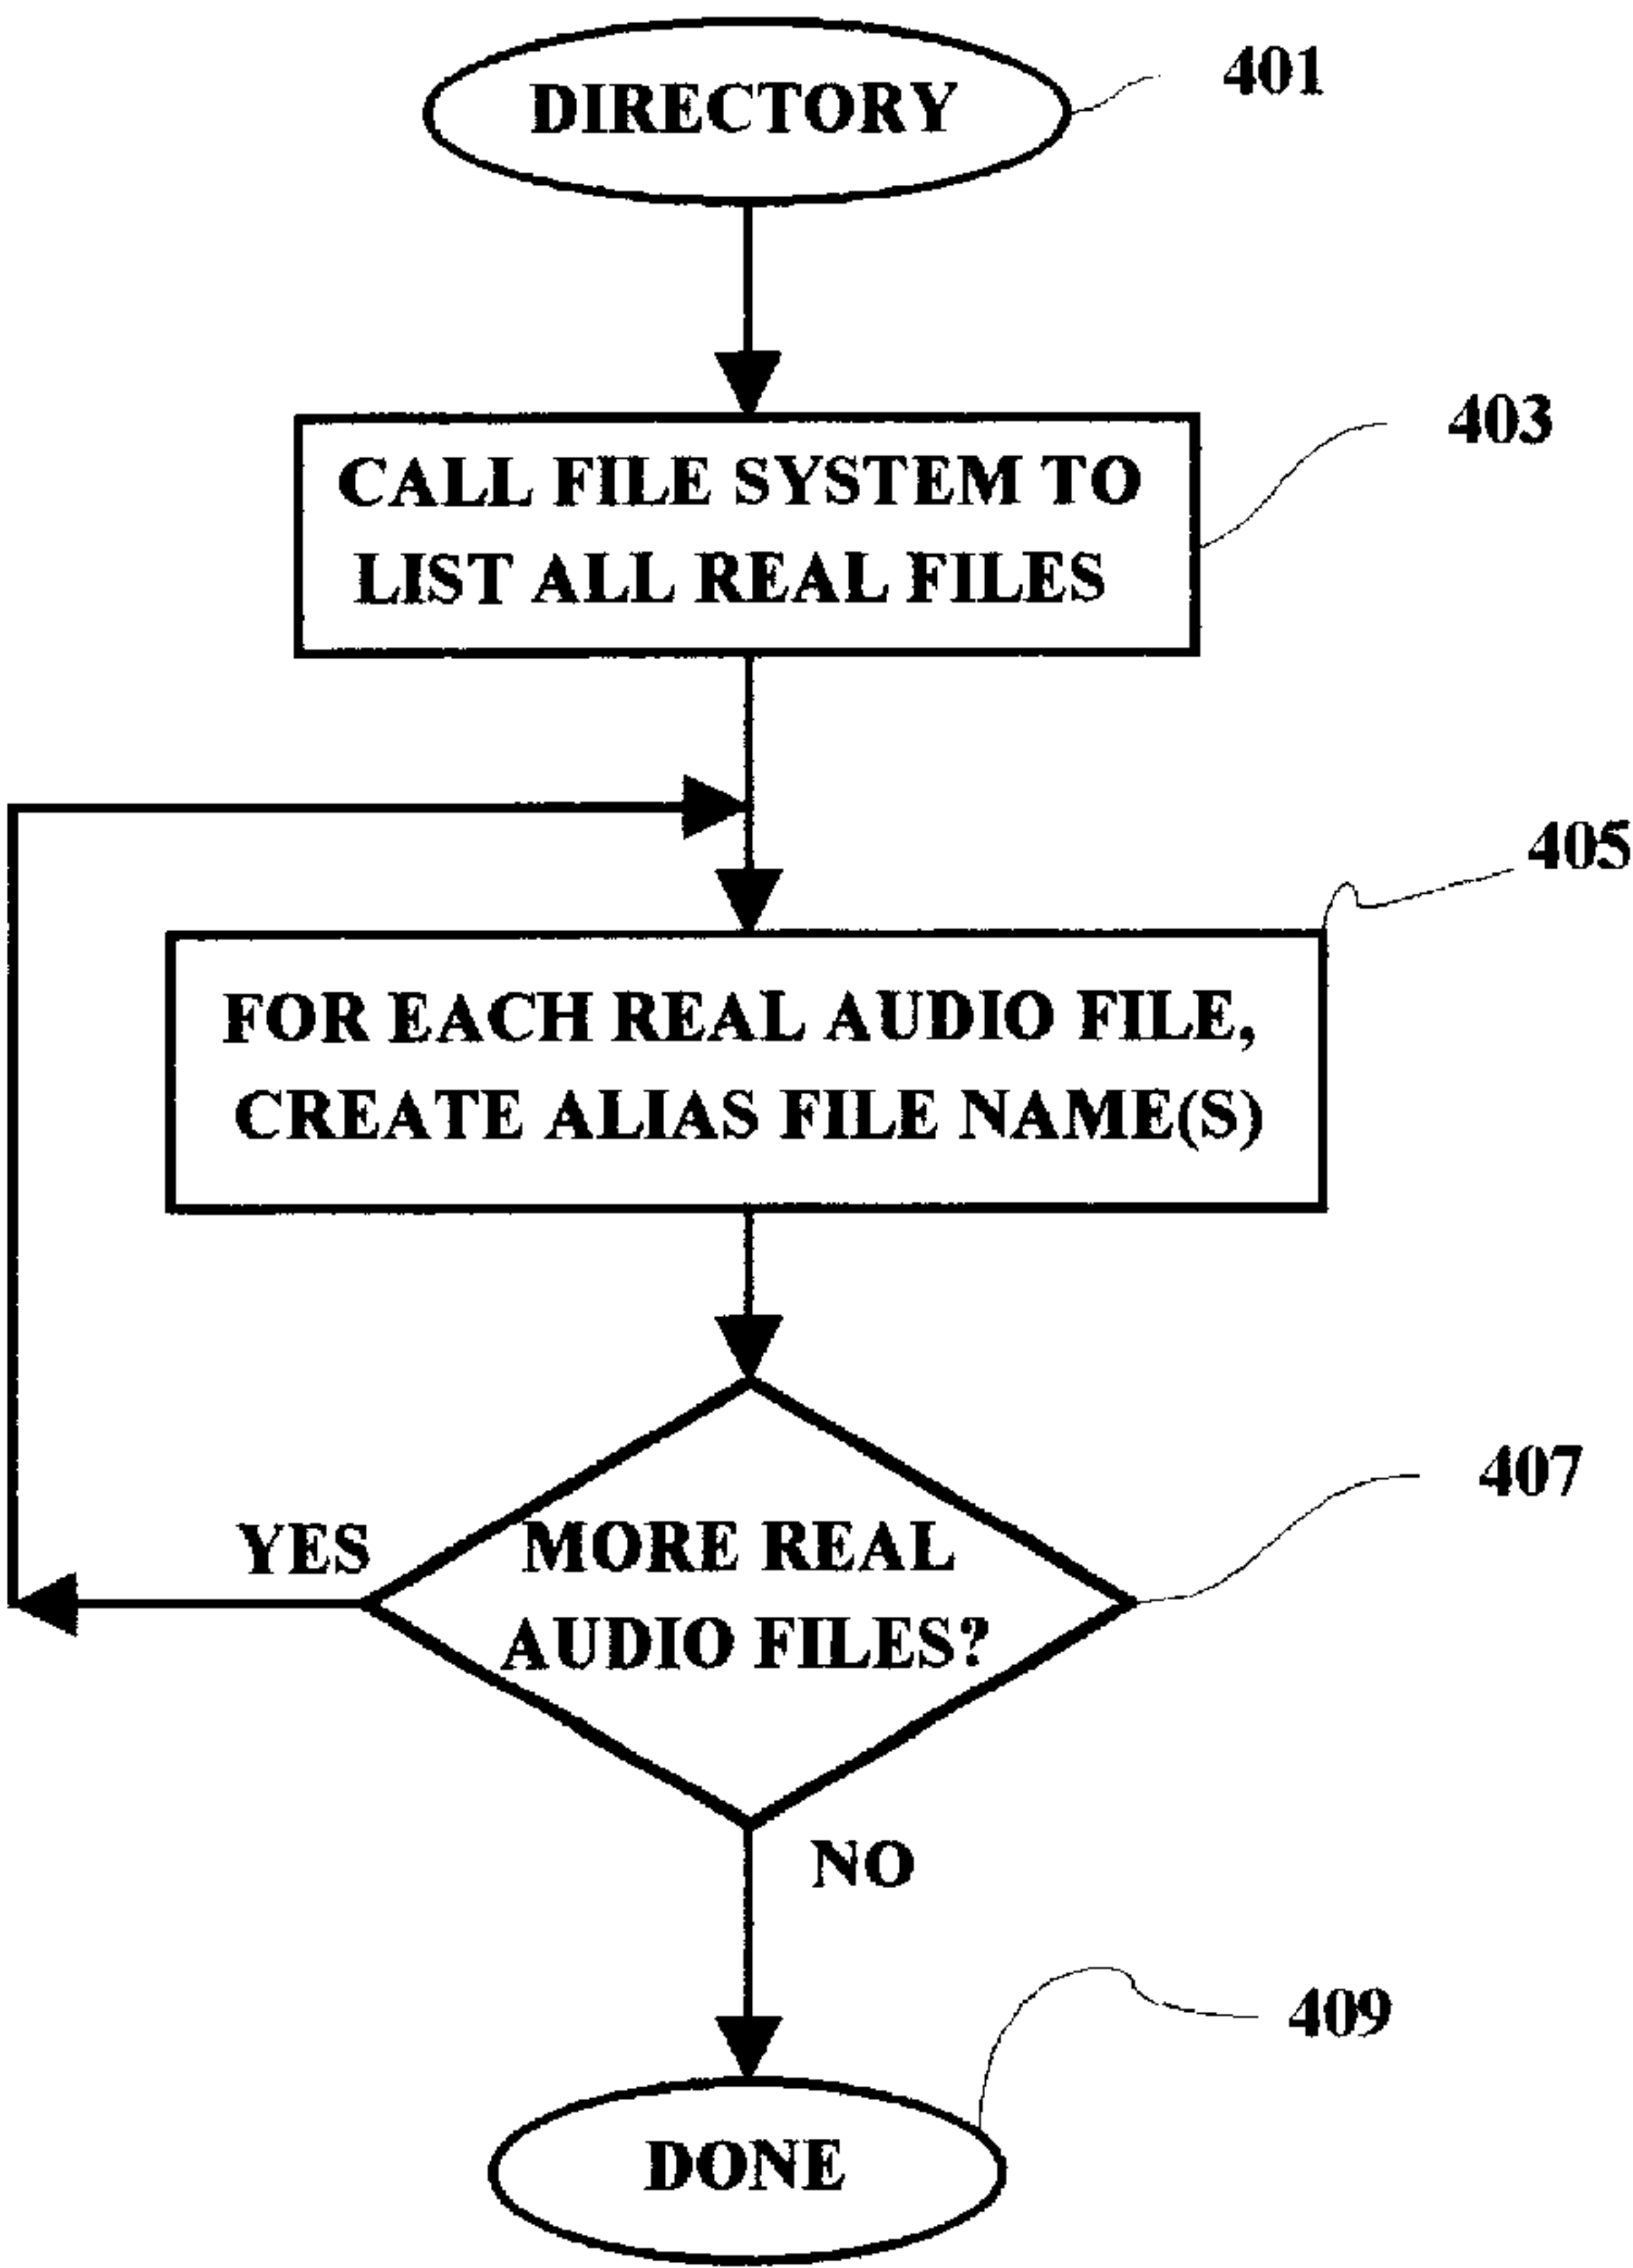 DIRECTORY
401
CALL FILE SYSTEM TO
LIST ALL REAL FILES
403
405
FOR EACH REAL AUDIO FILE,
CREATE ALIAS FILE NAME(S)
YES
MORE REAL
AUDIO FILES?
407
NO
409
DONE